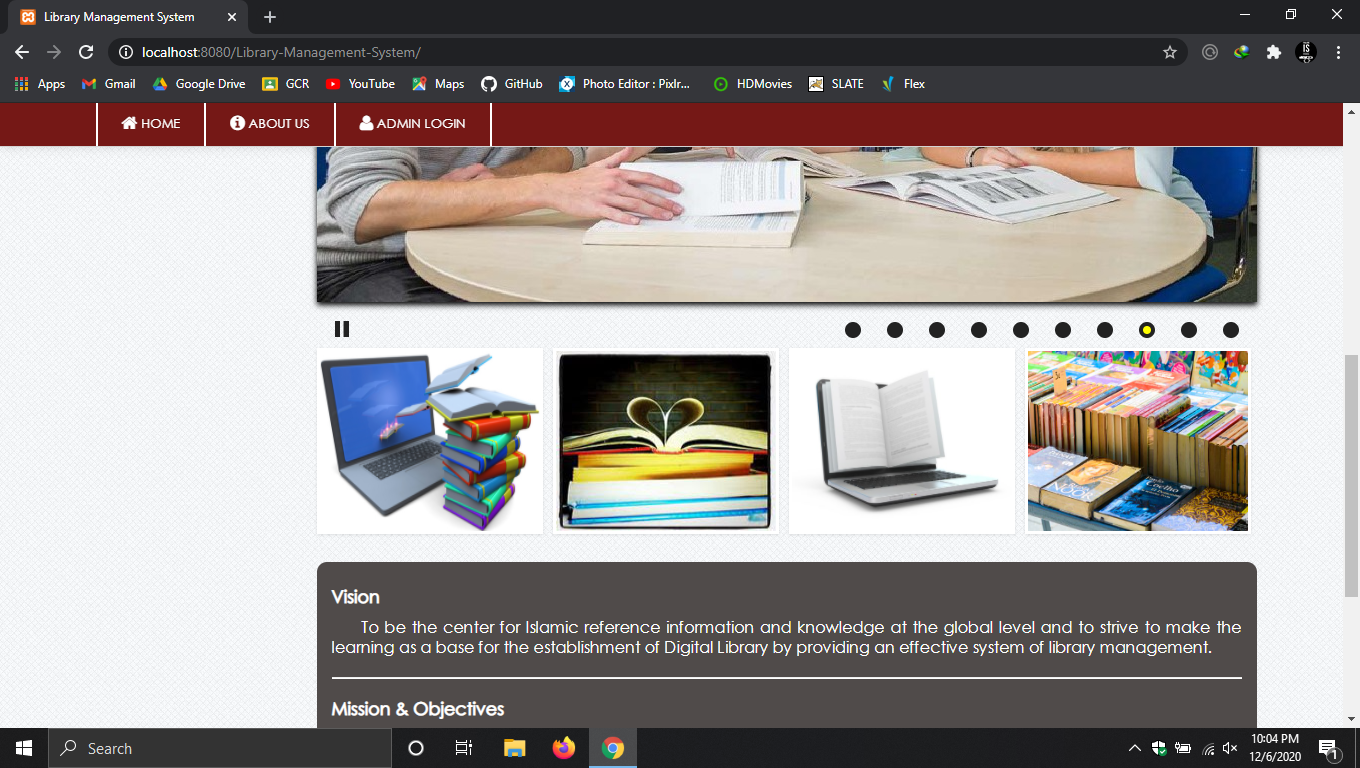 Library Management System
localhost:8080/Library-Management-System/
Apps
Gmail
Google Drive
GCR
YouTube
Maps
GitHub
Photo Editor : Pixlr...
HDMovies
SLATE
Flex
HOME
ABOUT US
ADMIN LOGIN
NOOR
Coelho
Vision
To be the center for Islamic reference information and knowledge at the global level and to strive to make the
learning as a base for the establishment of Digital Library by providing an effective system of library management.
Mission & Objectives
Search
10:04 PM
12/6/2020
1